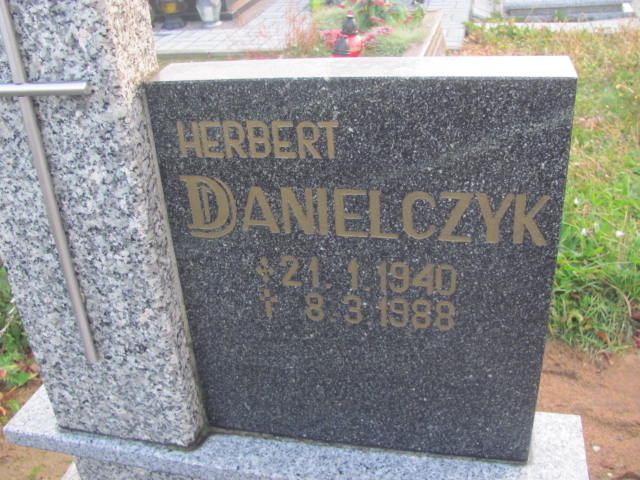 HERBERT
DANIELCZYK
* 21.1.1940
† 8.3.1988